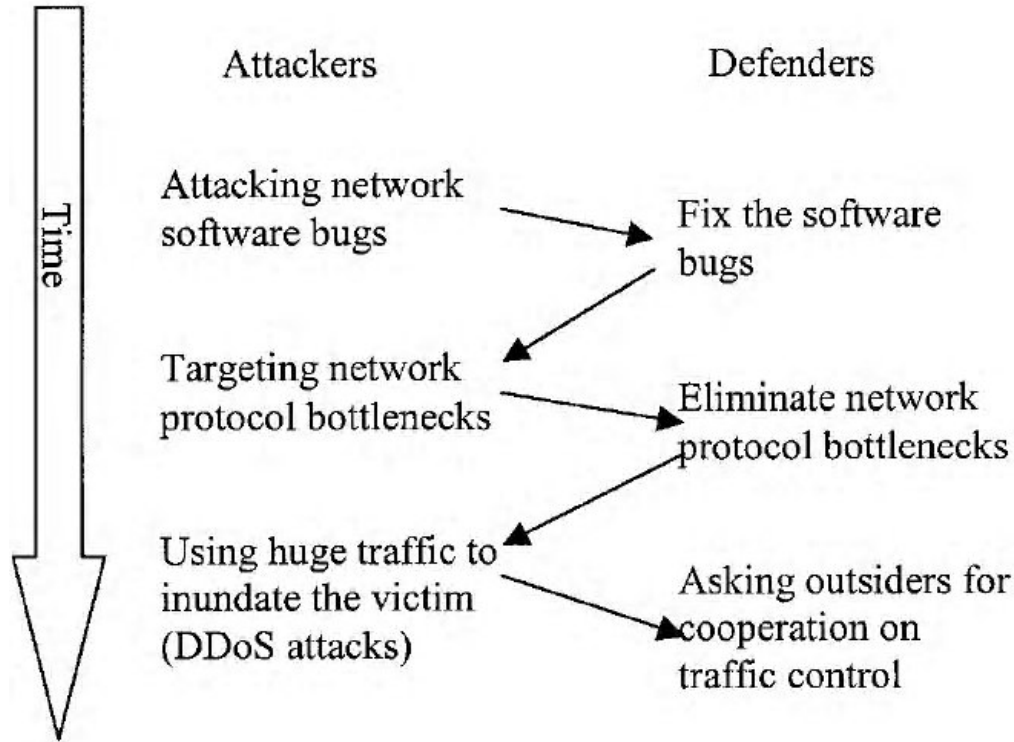 Attackers
Defenders
Time
Attacking network
software bugs
Fix the software
bugs
Targeting network
protocol bottlenecks
Eliminate network
protocol bottlenecks
Using huge traffic to
inundate the victim
(DDoS attacks)
Asking outsiders for
cooperation on
traffic control